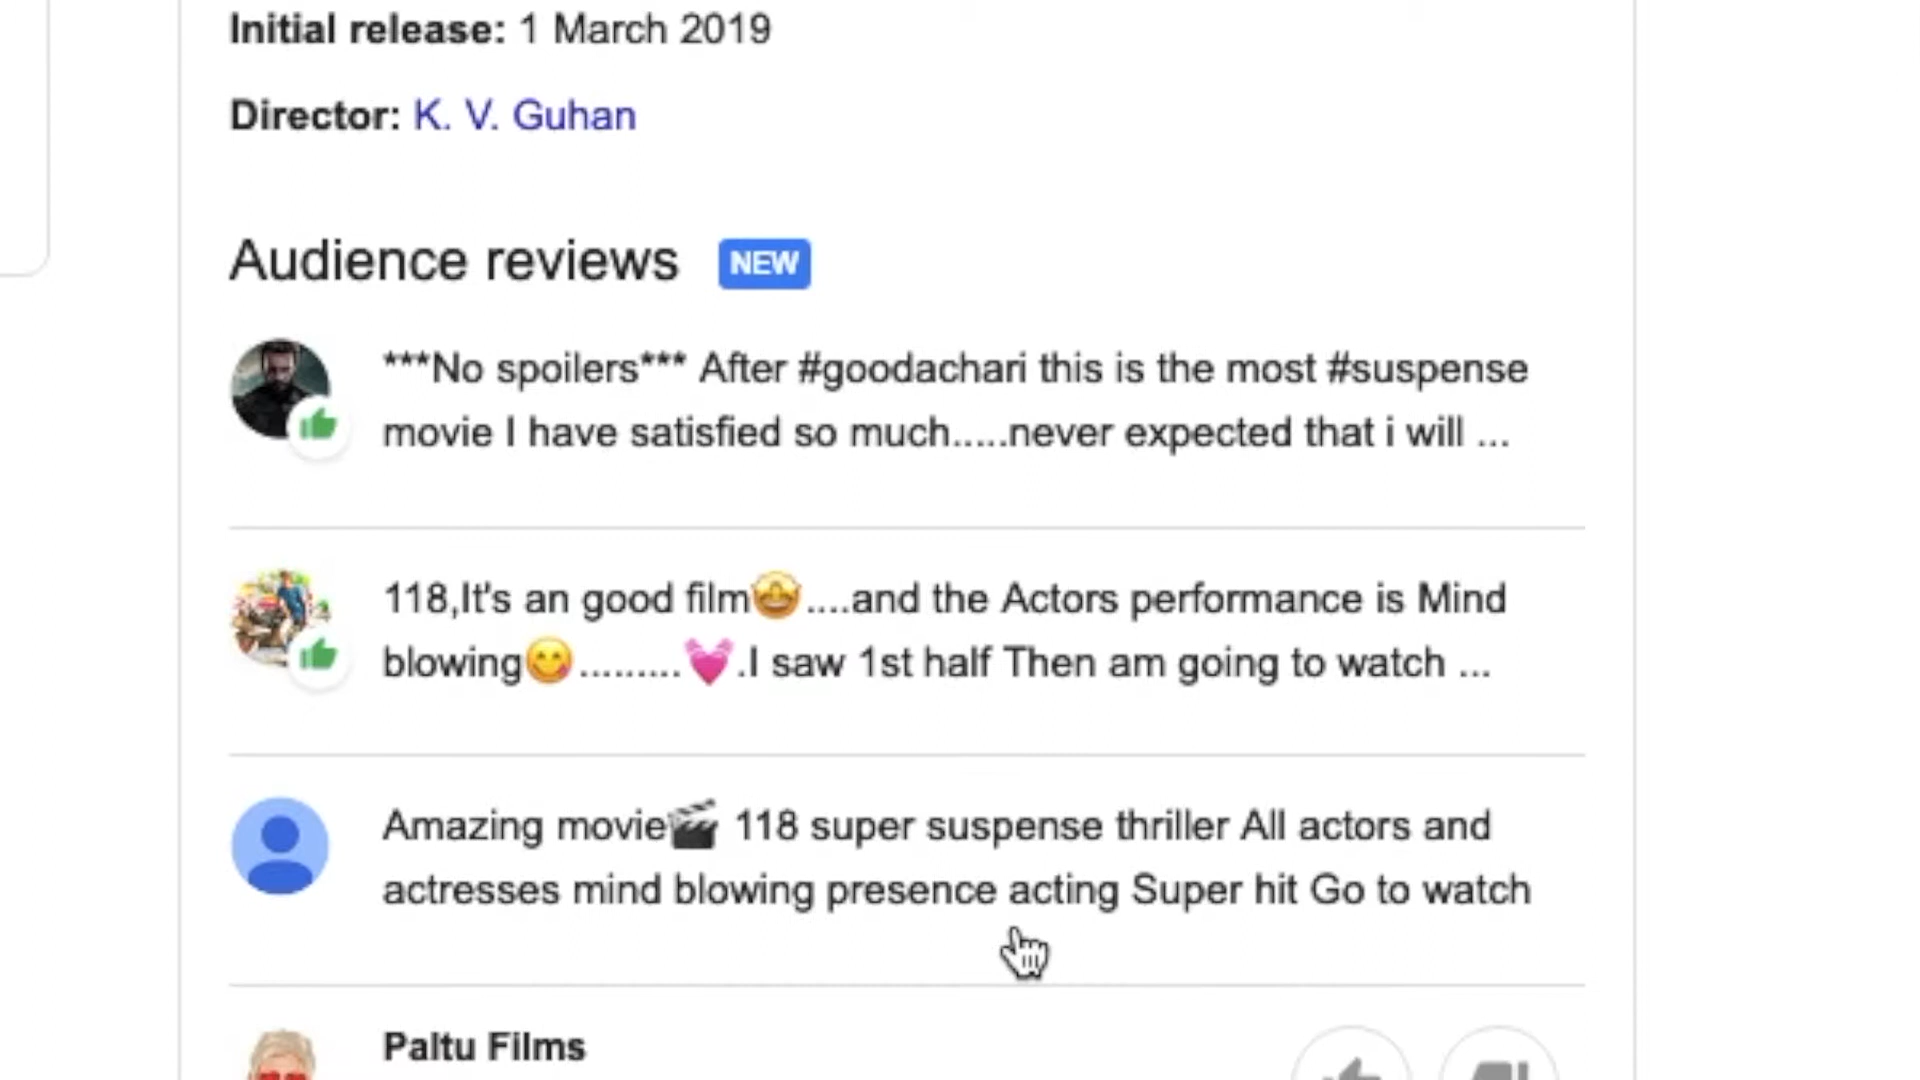 Initial release: 1 March 2019
Director: K. V. Guhan
Audience reviews NEW
***No spoilers*** After #goodachari this is the most #suspense
movie I have satisfied so much.....never expected that i will ...
118,It's an good film🤩....and the Actors performance is Mind
blowing😋.........💓.I saw 1st half Then am going to watch ...
Amazing movie🎬 118 super suspense thriller All actors and
actresses mind blowing presence acting Super hit Go to watch
Paltu Films